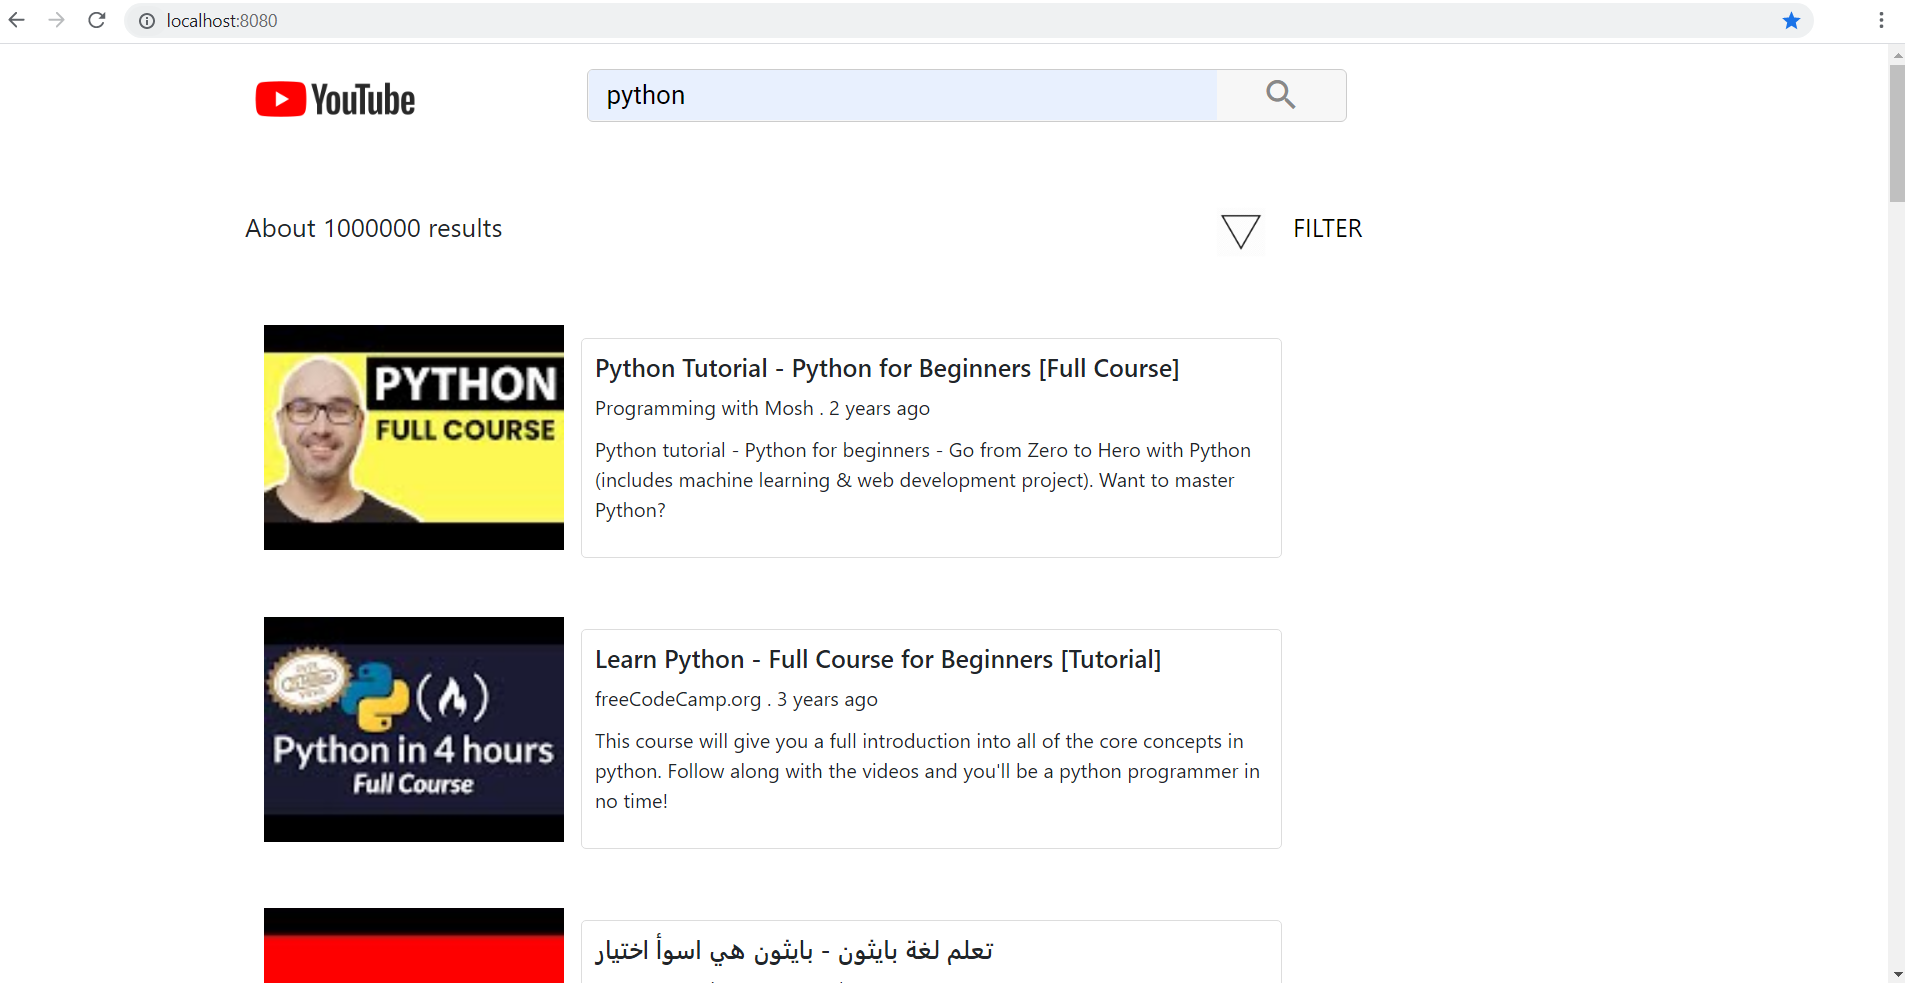 localhost:8080
YouTube
python
About 1000000 results
FILTER
PYTHON
FULL COURSE
Python Tutorial - Python for Beginners [Full Course]
Programming with Mosh . 2 years ago
Python tutorial - Python for beginners - Go from Zero to Hero with Python
(includes machine learning & web development project). Want to master
Python?
Python in 4 hours
Full Course
Learn Python - Full Course for Beginners [Tutorial]
freeCodeCamp.org . 3 years ago
This course will give you a full introduction into all of the core concepts in
python. Follow along with the videos and you'll be a python programmer in
no time!
تعلم لغة بايثون - بايثون هي اسوأ اختيار